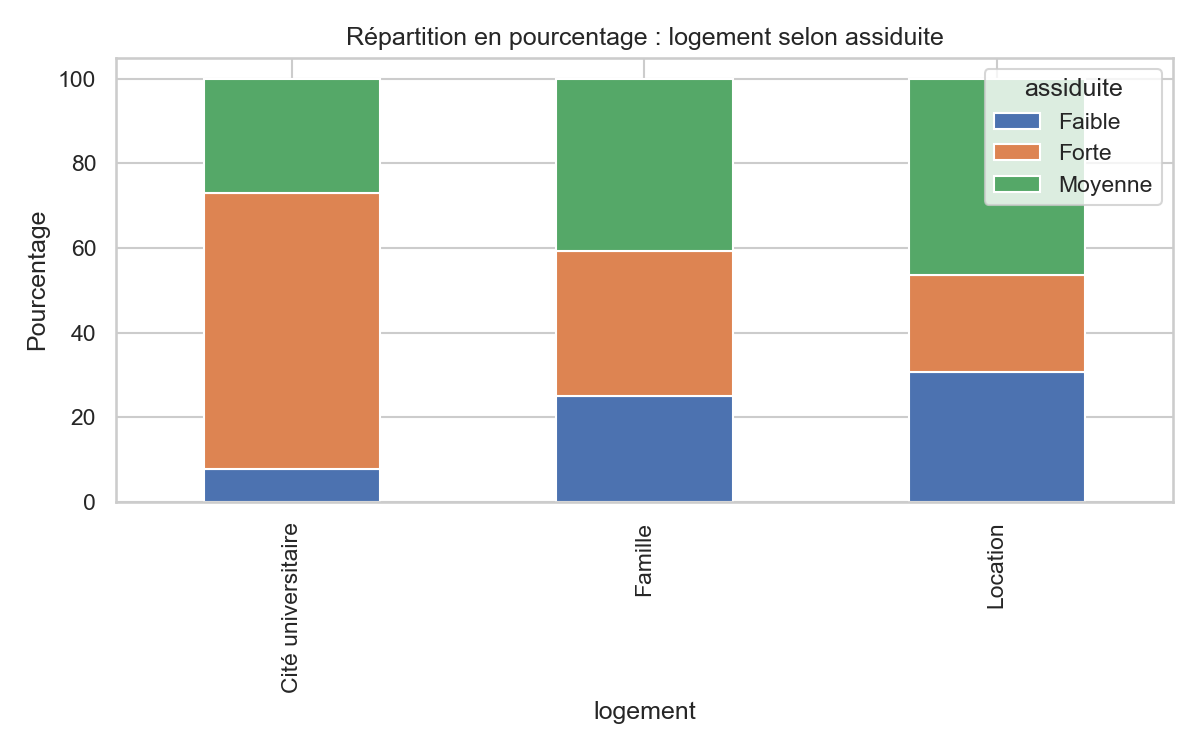 Répartition en pourcentage : logement selon assiduite
assiduite
Faible
Forte
Moyenne
Pourcentage
100
80
60
40
20
0
Cité universitaire
Famille
Location
logement